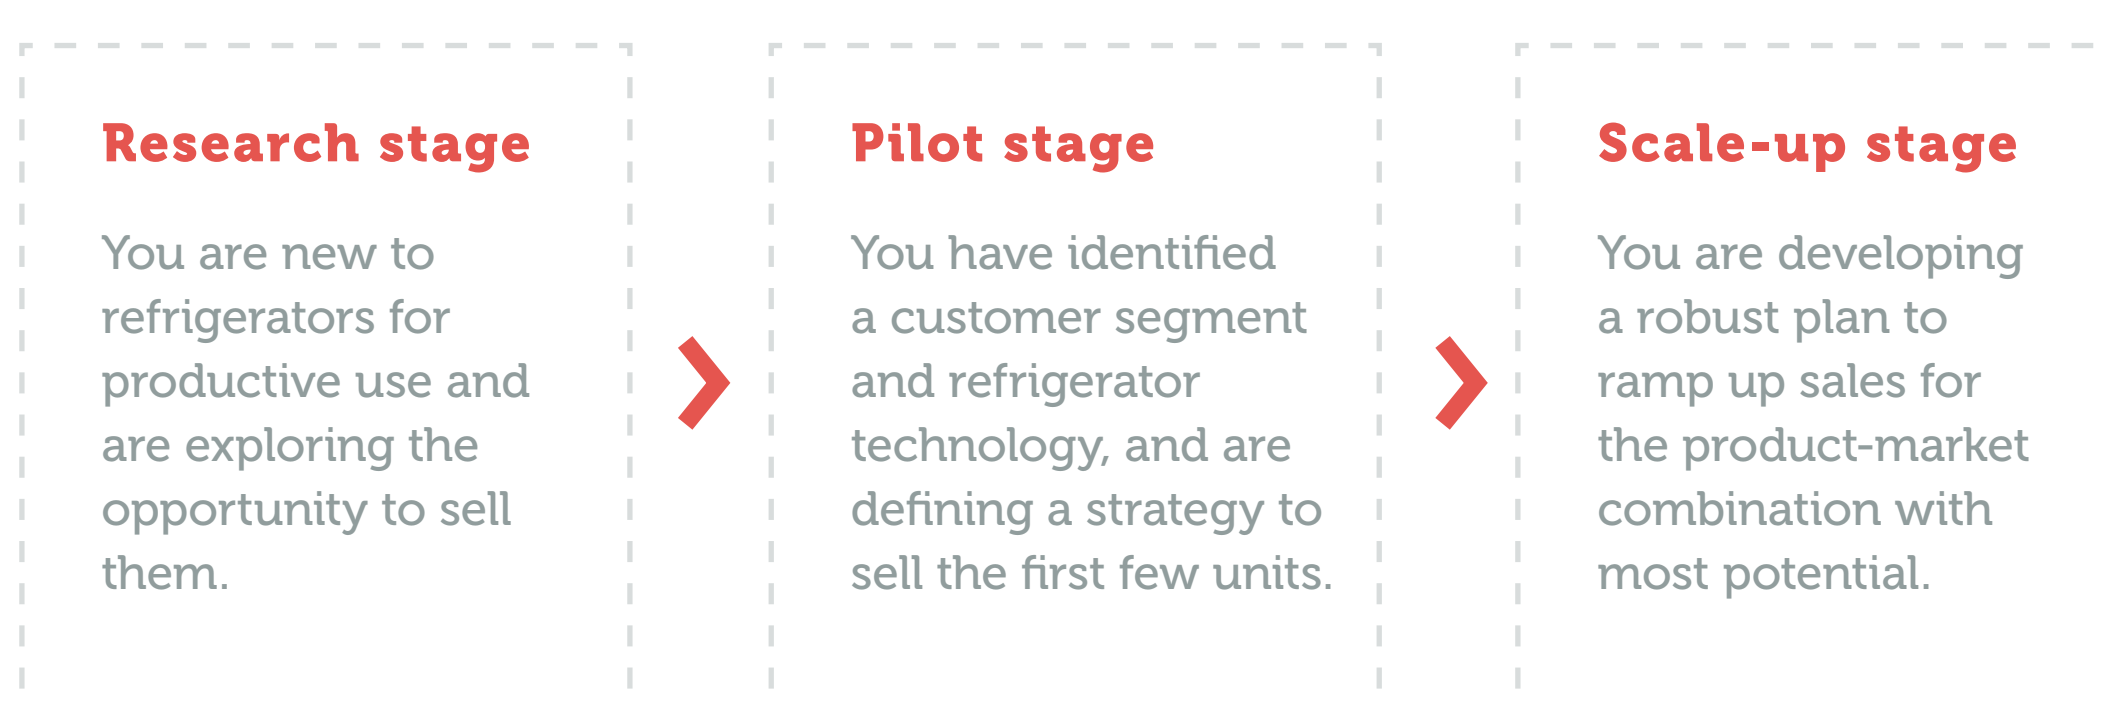 Research stage
You are new to
refrigerators for
productive use and
are exploring the
opportunity to sell
them.
Pilot stage
You have identified
a customer segment
and refrigerator
technology, and are
defining a strategy to
sell the first few units.
Scale-up stage
You are developing
a robust plan to
ramp up sales for
the product-market
combination with
most potential.